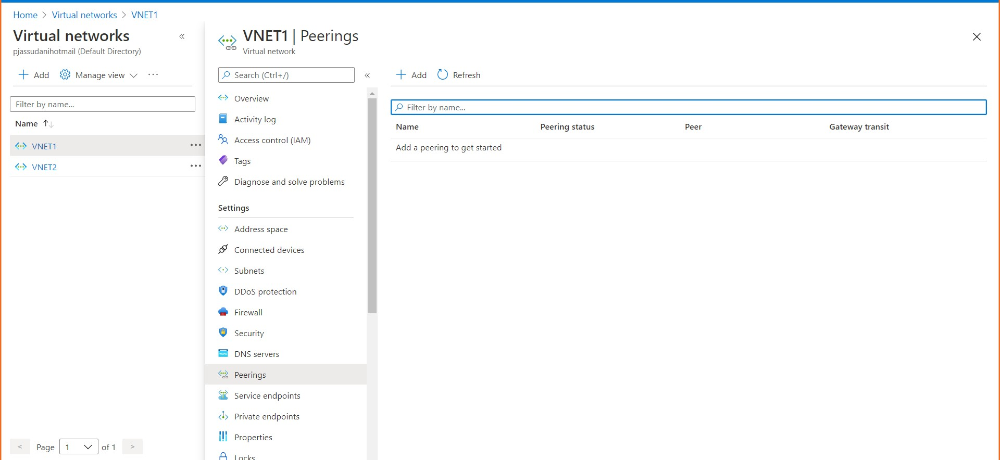 Home > Virtual networks > VNET1
Virtual networks
pjassudanihotmail (Default Directory)
Add Manage view ...
Filter by name...
Name
VNET1
VNET2
< Page 1 of 1 >
VNET1 | Peerings
Virtual network
Search (Ctrl+/)
Overview
Activity log
Access control (IAM)
Tags
Diagnose and solve problems
Settings
Address space
Connected devices
Subnets
DDoS protection
Firewall
Security
DNS servers
Peerings
Service endpoints
Private endpoints
Properties
Locks
Add Refresh
Filter by name...
Name Peering status Peer Gateway transit
Add a peering to get started